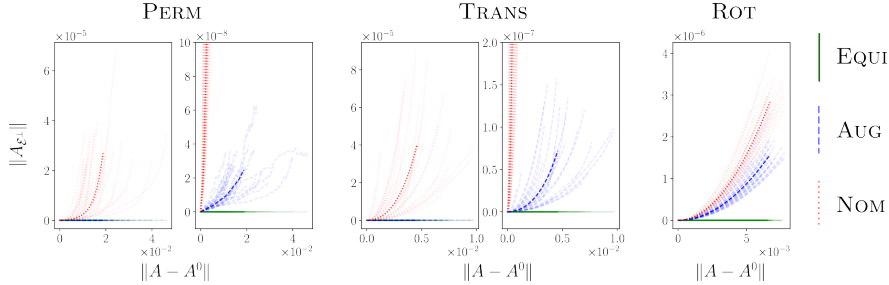 PERM TRANS ROT
×10⁻⁵ ×10⁻⁸ ×10⁻⁵ ×10⁻⁷ ×10⁻⁶
‖A_ℰ⊥‖
6 4 2 0
10 8 6 4 2 0
4 3 2 1 0
2.0 1.5 1.0 0.5 0.0
4 3 2 1 0
0 2 0 2 4 0.0 0.5 1.0 0.0 0.5 1.0 0 5
×10⁻² ×10⁻² ×10⁻² ×10⁻² ×10⁻³
‖A − A⁰‖ ‖A − A⁰‖ ‖A − A⁰‖ ‖A − A⁰‖ ‖A − A⁰‖
EQUI
AUG
NOM